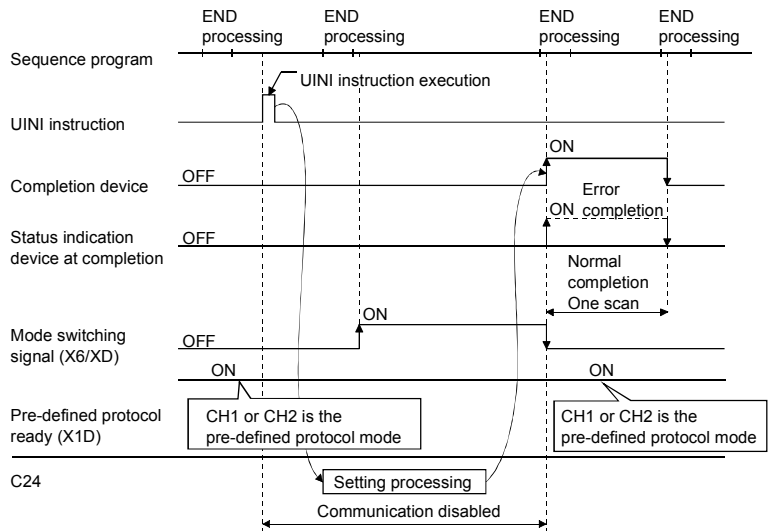 END
processing
END
processing
END
processing
END
processing
Sequence program
UINI instruction execution
UINI instruction
ON
Completion device
OFF
Error
completion
ON
Status indication
device at completion
OFF
Normal
completion
One scan
ON
Mode switching
signal (X6/XD)
OFF
ON
ON
Pre-defined protocol
ready (X1D)
CH1 or CH2 is the
pre-defined protocol mode
CH1 or CH2 is the
pre-defined protocol mode
C24
Setting processing
Communication disabled